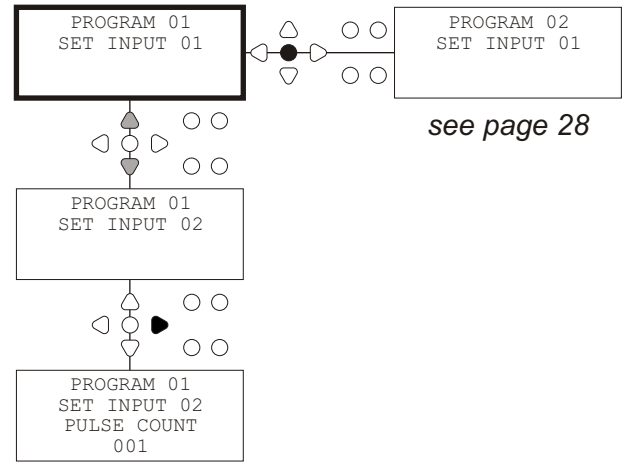 PROGRAM 01
SET INPUT 01
PROGRAM 02
SET INPUT 01
see page 28
PROGRAM 01
SET INPUT 02
PROGRAM 01
SET INPUT 02
PULSE COUNT
001